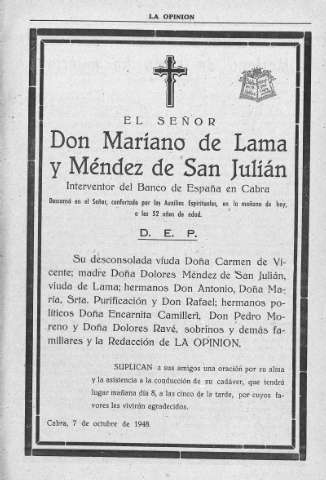 LA OPINION
EL SEÑOR
Don Mariano de Lama
y Méndez de San Julián
Interventor del Banco de España en Cabra
Descansó en el Señor, confortado por los Auxilios Espirituales, en la mañana de hoy,
a los 52 años de edad.
D. E. P.
Su desconsolada viuda Doña Carmen de Vi-
cente; madre Doña Dolores Méndez de San Julián,
viuda de Lama; hermanos Don Antonio, Doña Ma-
ría, Srta. Purificación y Don Rafael; hermanos po-
líticos Doña Encarnita Camilleri, Don Pedro Mo-
reno y Doña Dolores Ravé, sobrinos y demás fa-
miliares y la Redacción de LA OPINION,
SUPLICAN a sus amigos una oración por su alma
y la asistencia a la conducción de su cadáver, que tendrá
lugar mañana día 8, a las cinco de la tarde, por cuyos fa-
vores les vivirán agradecidos.
Cabra, 7 de octubre de 1948.